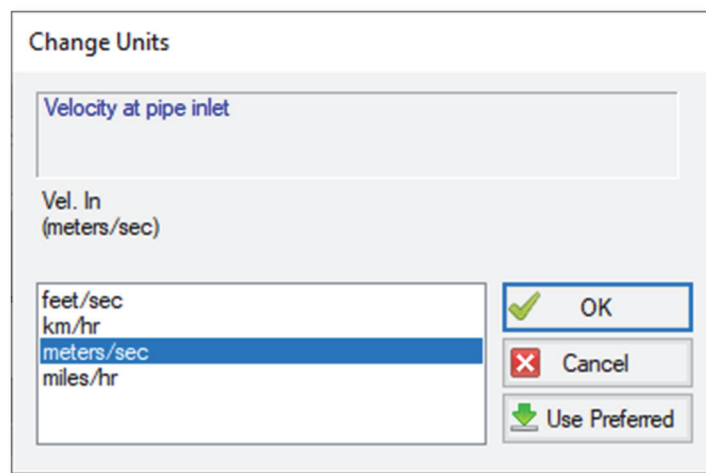 Change Units
Velocity at pipe inlet
Vel. In
(meters/sec)
feet/sec
km/hr
meters/sec
miles/hr
OK
Cancel
Use Preferred